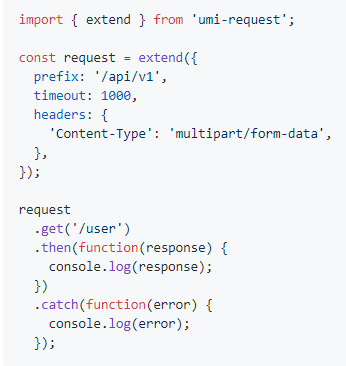 import { extend } from 'umi-request';

const request = extend({
  prefix: '/api/v1',
  timeout: 1000,
  headers: {
    'Content-Type': 'multipart/form-data',
  },
});

request
  .get('/user')
  .then(function(response) {
    console.log(response);
  })
  .catch(function(error) {
    console.log(error);
  });